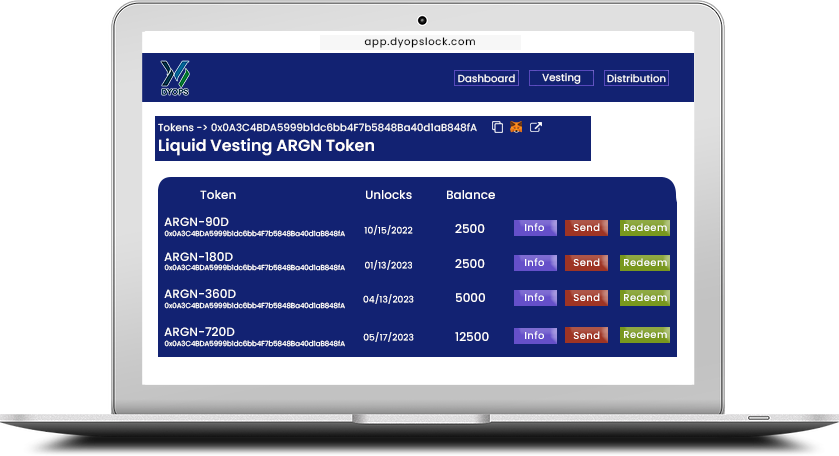 app.dyopslock.com
DYOPS
Dashboard Vesting Distribution
Tokens -> 0x0A3C4BDA5999b1dc6bb4F7b5848Ba40d1aB848fA
Liquid Vesting ARGN Token
Token Unlocks Balance
ARGN-90D
0x0A3C4BDA5999b1dc6bb4F7b5848Ba40d1aB848fA
10/15/2022 2500 Info Send Redeem
ARGN-180D
0x0A3C4BDA5999b1dc6bb4F7b5848Ba40d1aB848fA
01/13/2023 2500 Info Send Redeem
ARGN-360D
0x0A3C4BDA5999b1dc6bb4F7b5848Ba40d1aB848fA
04/13/2023 5000 Info Send Redeem
ARGN-720D
0x0A3C4BDA5999b1dc6bb4F7b5848Ba40d1aB848fA
05/17/2023 12500 Info Send Redeem